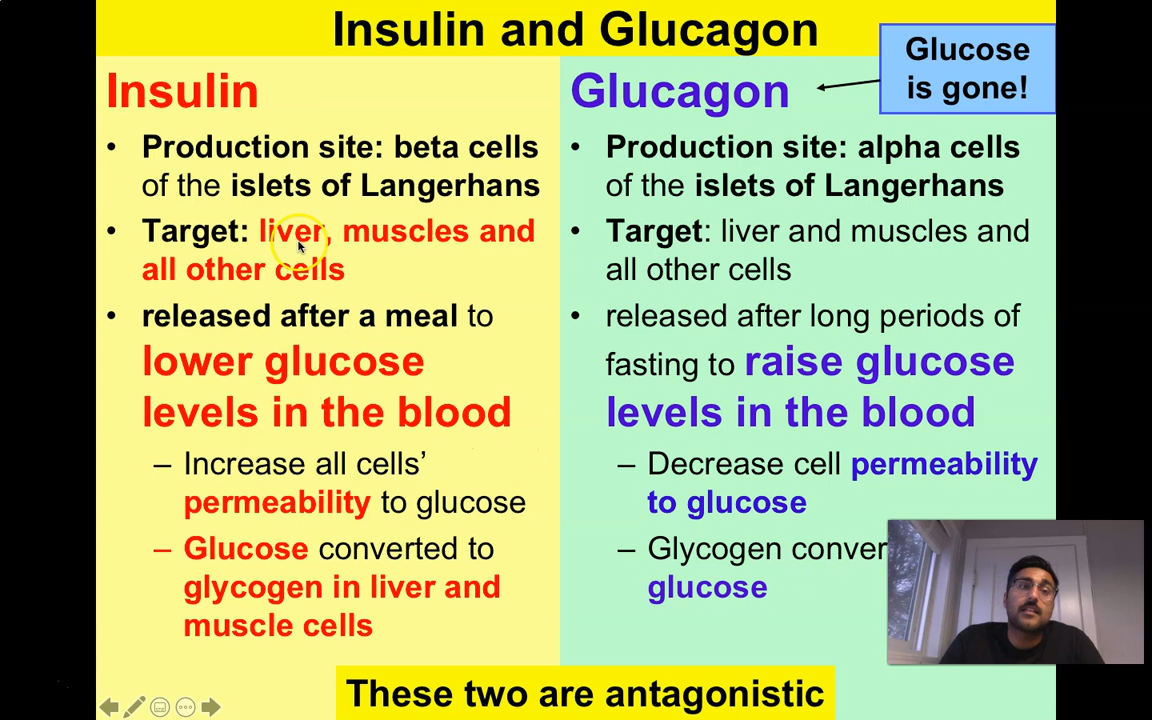 Insulin and Glucagon
Glucose
is gone!
Insulin
• Production site: beta cells
of the islets of Langerhans
• Target: liver, muscles and
all other cells
• released after a meal to
lower glucose
levels in the blood
– Increase all cells’
permeability to glucose
– Glucose converted to
glycogen in liver and
muscle cells
Glucagon
• Production site: alpha cells
of the islets of Langerhans
• Target: liver and muscles and
all other cells
• released after long periods of
fasting to raise glucose
levels in the blood
– Decrease cell permeability
to glucose
– Glycogen conver
glucose
These two are antagonistic